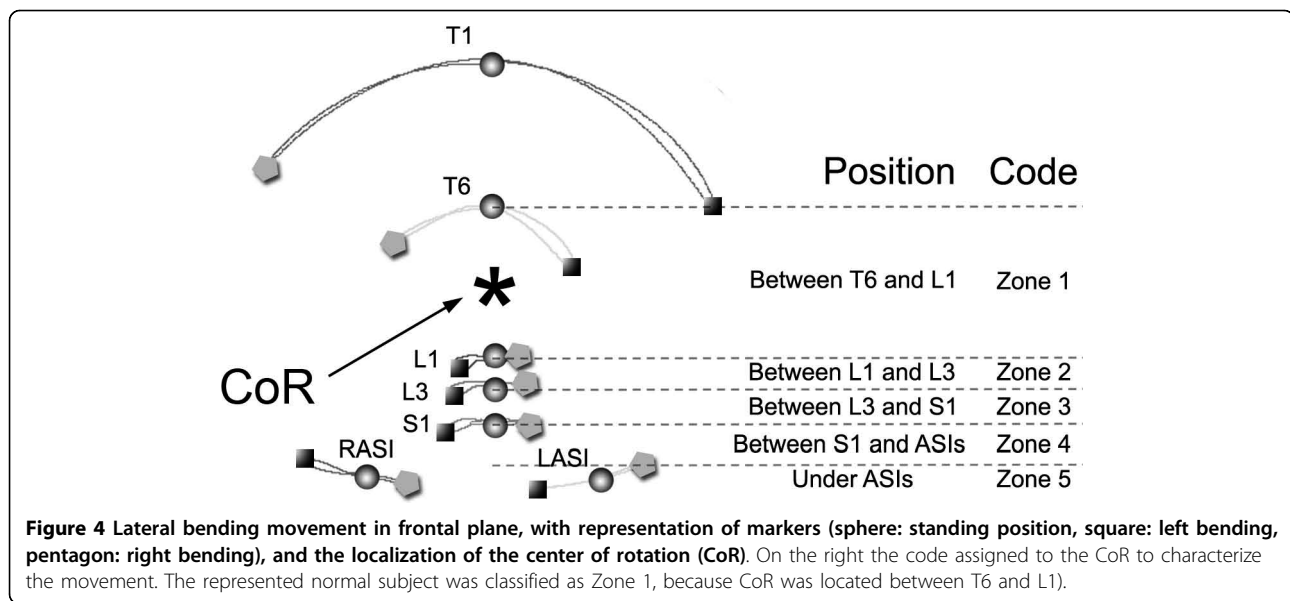 T1
Position Code
T6
Between T6 and L1 Zone 1
CoR
L1
Between L1 and L3 Zone 2
L3
Between L3 and S1 Zone 3
S1
Between S1 and ASIs Zone 4
RASI LASI
Under ASIs Zone 5
Figure 4 Lateral bending movement in frontal plane, with representation of markers (sphere: standing position, square: left bending,
pentagon: right bending), and the localization of the center of rotation (CoR). On the right the code assigned to the CoR to characterize
the movement. The represented normal subject was classified as Zone 1, because CoR was located between T6 and L1).